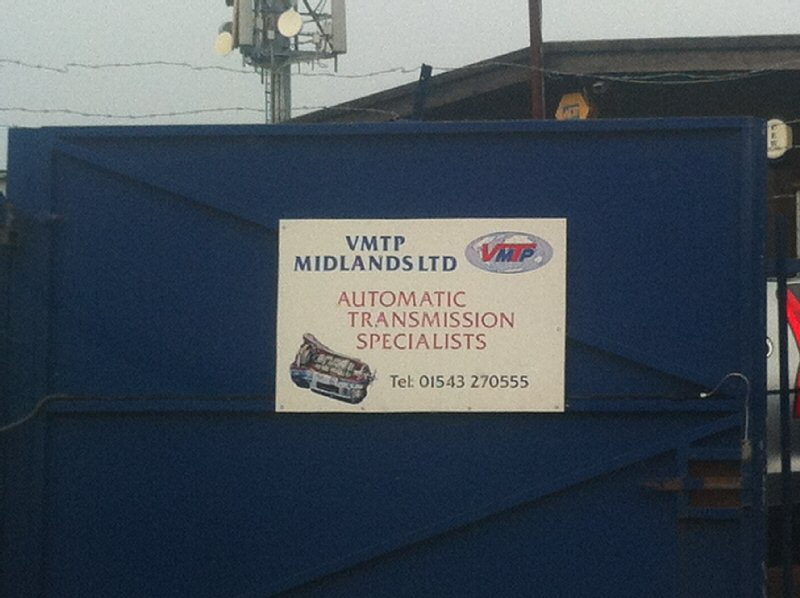 VMTP
MIDLANDS LTD
VMTP
AUTOMATIC
TRANSMISSION
SPECIALISTS
Tel: 01543 270555